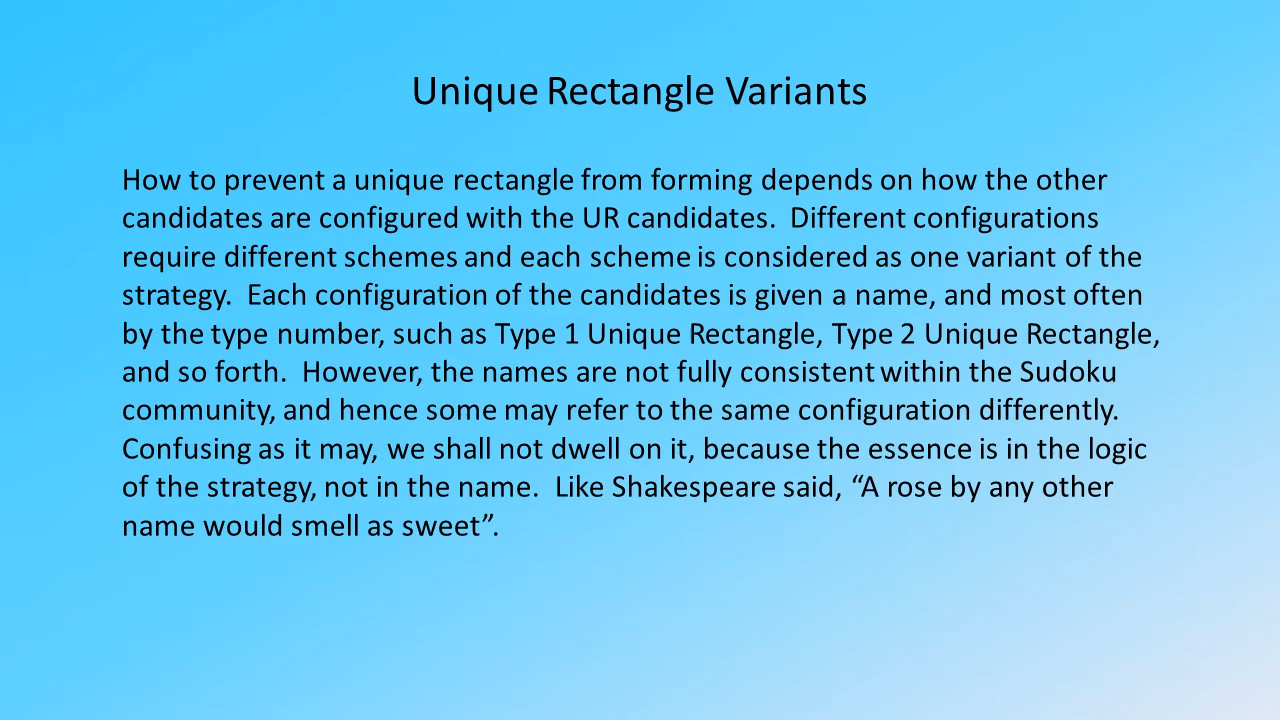 Unique Rectangle Variants
How to prevent a unique rectangle from forming depends on how the other
candidates are configured with the UR candidates.  Different configurations
require different schemes and each scheme is considered as one variant of the
strategy.  Each configuration of the candidates is given a name, and most often
by the type number, such as Type 1 Unique Rectangle, Type 2 Unique Rectangle,
and so forth.  However, the names are not fully consistent within the Sudoku
community, and hence some may refer to the same configuration differently.
Confusing as it may, we shall not dwell on it, because the essence is in the logic
of the strategy, not in the name.  Like Shakespeare said, “A rose by any other
name would smell as sweet”.